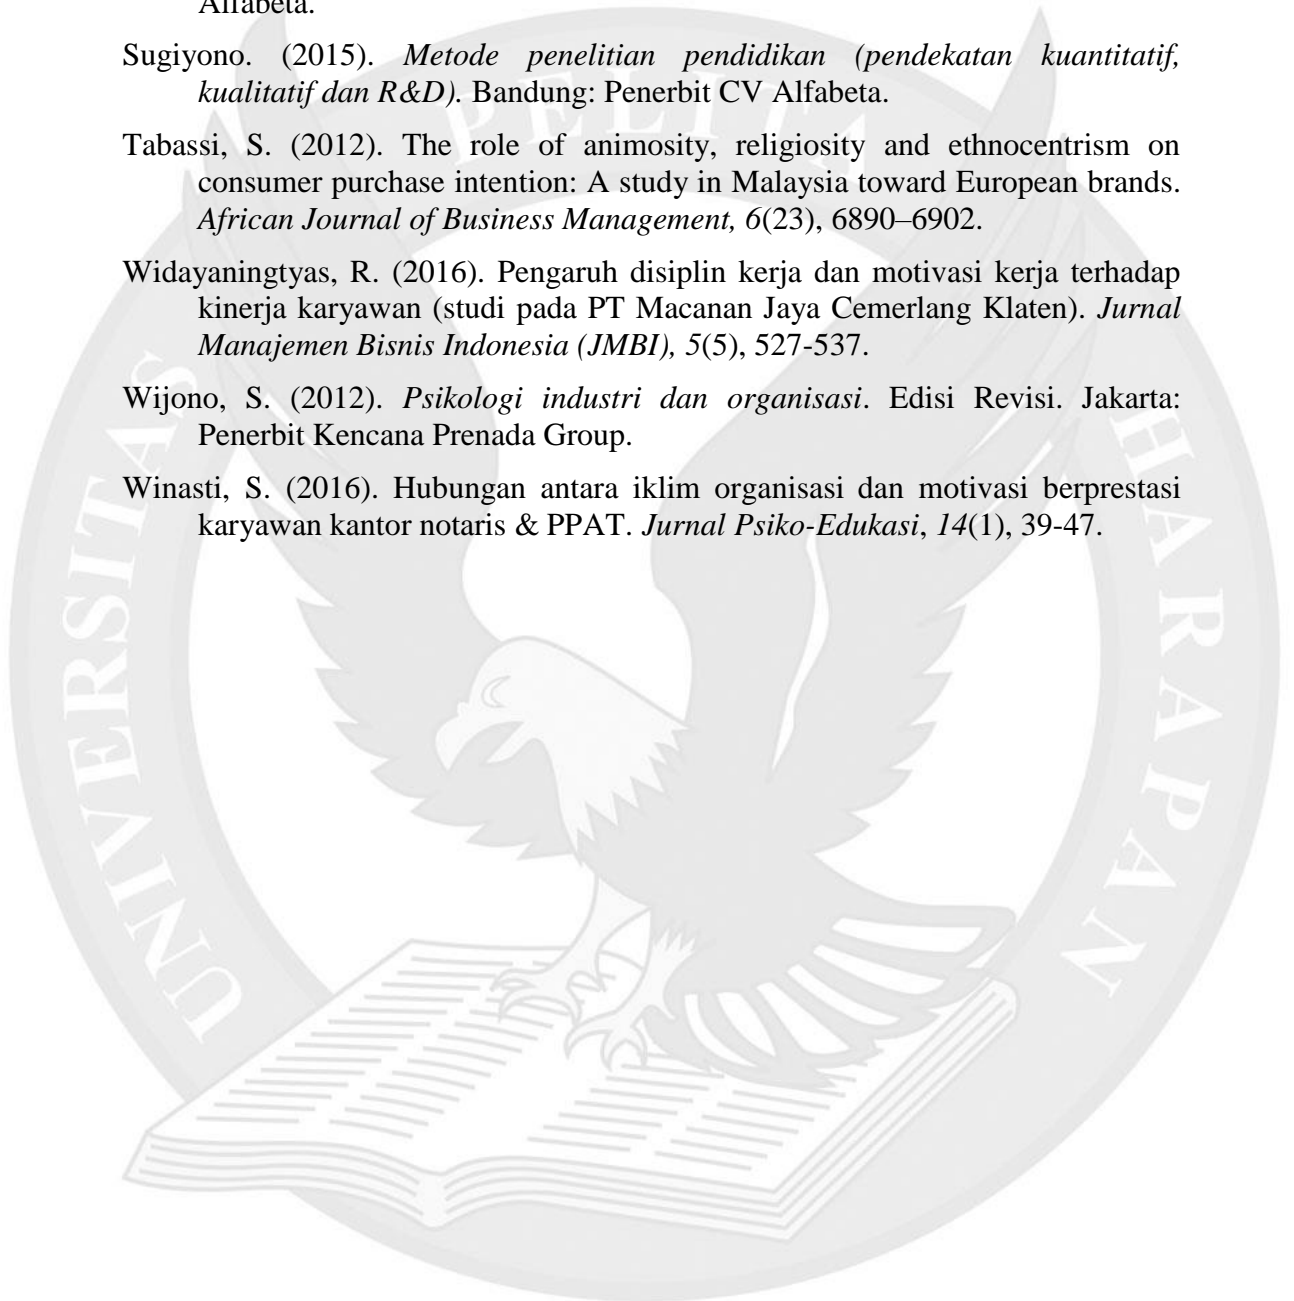 Alfabeta.
Sugiyono. (2015). Metode penelitian pendidikan (pendekatan kuantitatif,
kualitatif dan R&D). Bandung: Penerbit CV Alfabeta.
Tabassi, S. (2012). The role of animosity, religiosity and ethnocentrism on
consumer purchase intention: A study in Malaysia toward European brands.
African Journal of Business Management, 6(23), 6890–6902.
Widayaningtyas, R. (2016). Pengaruh disiplin kerja dan motivasi kerja terhadap
kinerja karyawan (studi pada PT Macanan Jaya Cemerlang Klaten). Jurnal
Manajemen Bisnis Indonesia (JMBI), 5(5), 527-537.
Wijono, S. (2012). Psikologi industri dan organisasi. Edisi Revisi. Jakarta:
Penerbit Kencana Prenada Group.
Winasti, S. (2016). Hubungan antara iklim organisasi dan motivasi berprestasi
karyawan kantor notaris & PPAT. Jurnal Psiko-Edukasi, 14(1), 39-47.
UNIVERSITAS PELITA HARAPAN